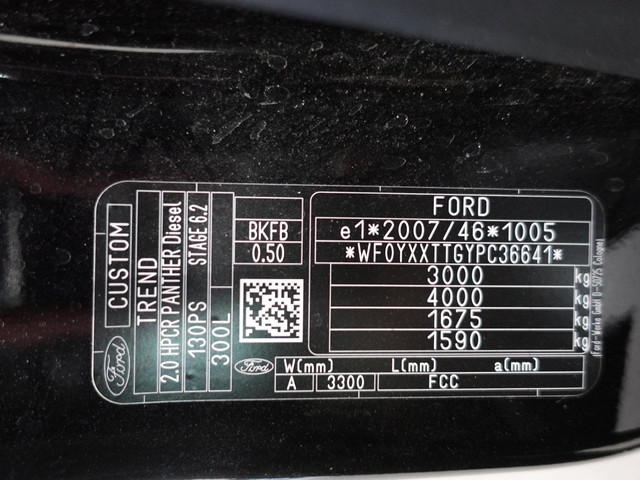 Ford
CUSTOM
TREND
2.0 HPCR PANTHER Diesel
130PS STAGE 6.2
300L
BKFB
0.50
Ford
FORD
e1*2007/46*1005
*WF0YXXTTGYPC36641*
3000 kg
4000 kg
1675 kg
1590 kg
W(mm) L(mm) a(mm)
A 3300 FCC